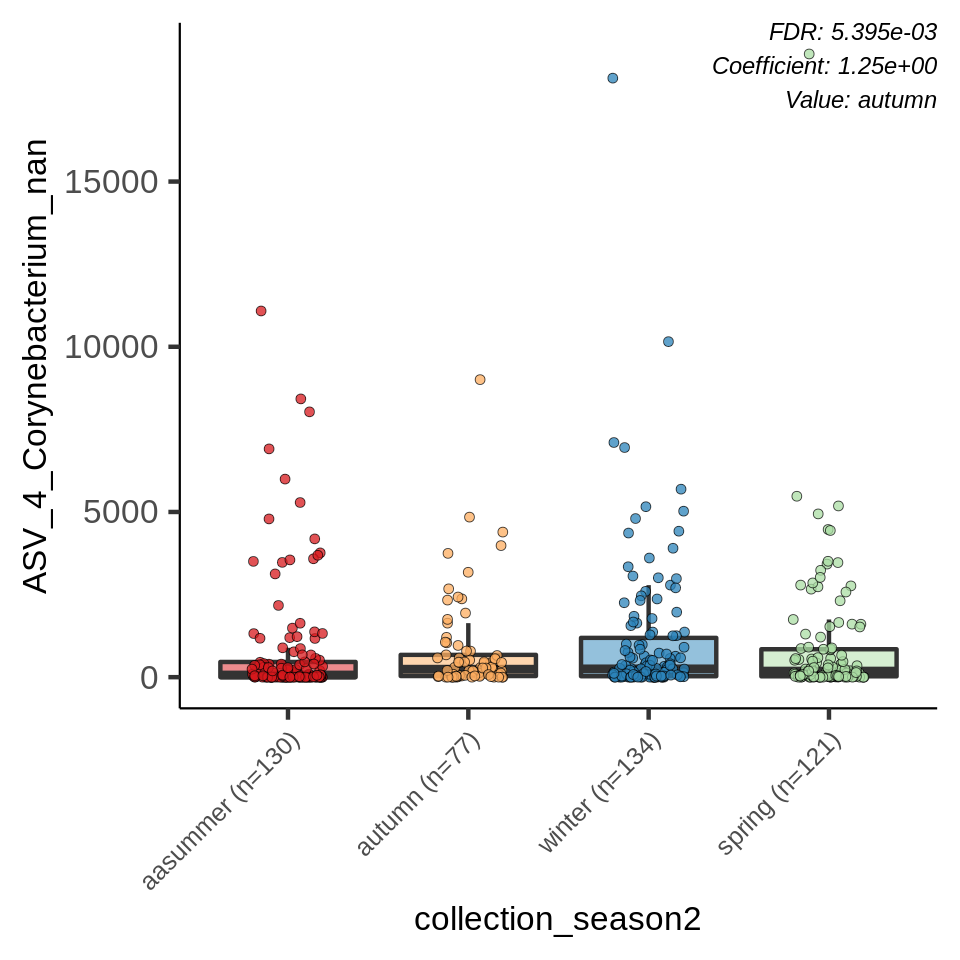 FDR: 5.395e-03
Coefficient: 1.25e+00
Value: autumn
ASV_4_Corynebacterium_nan
15000
10000
5000
0
aasummer (n=130)
autumn (n=77)
winter (n=134)
spring (n=121)
collection_season2